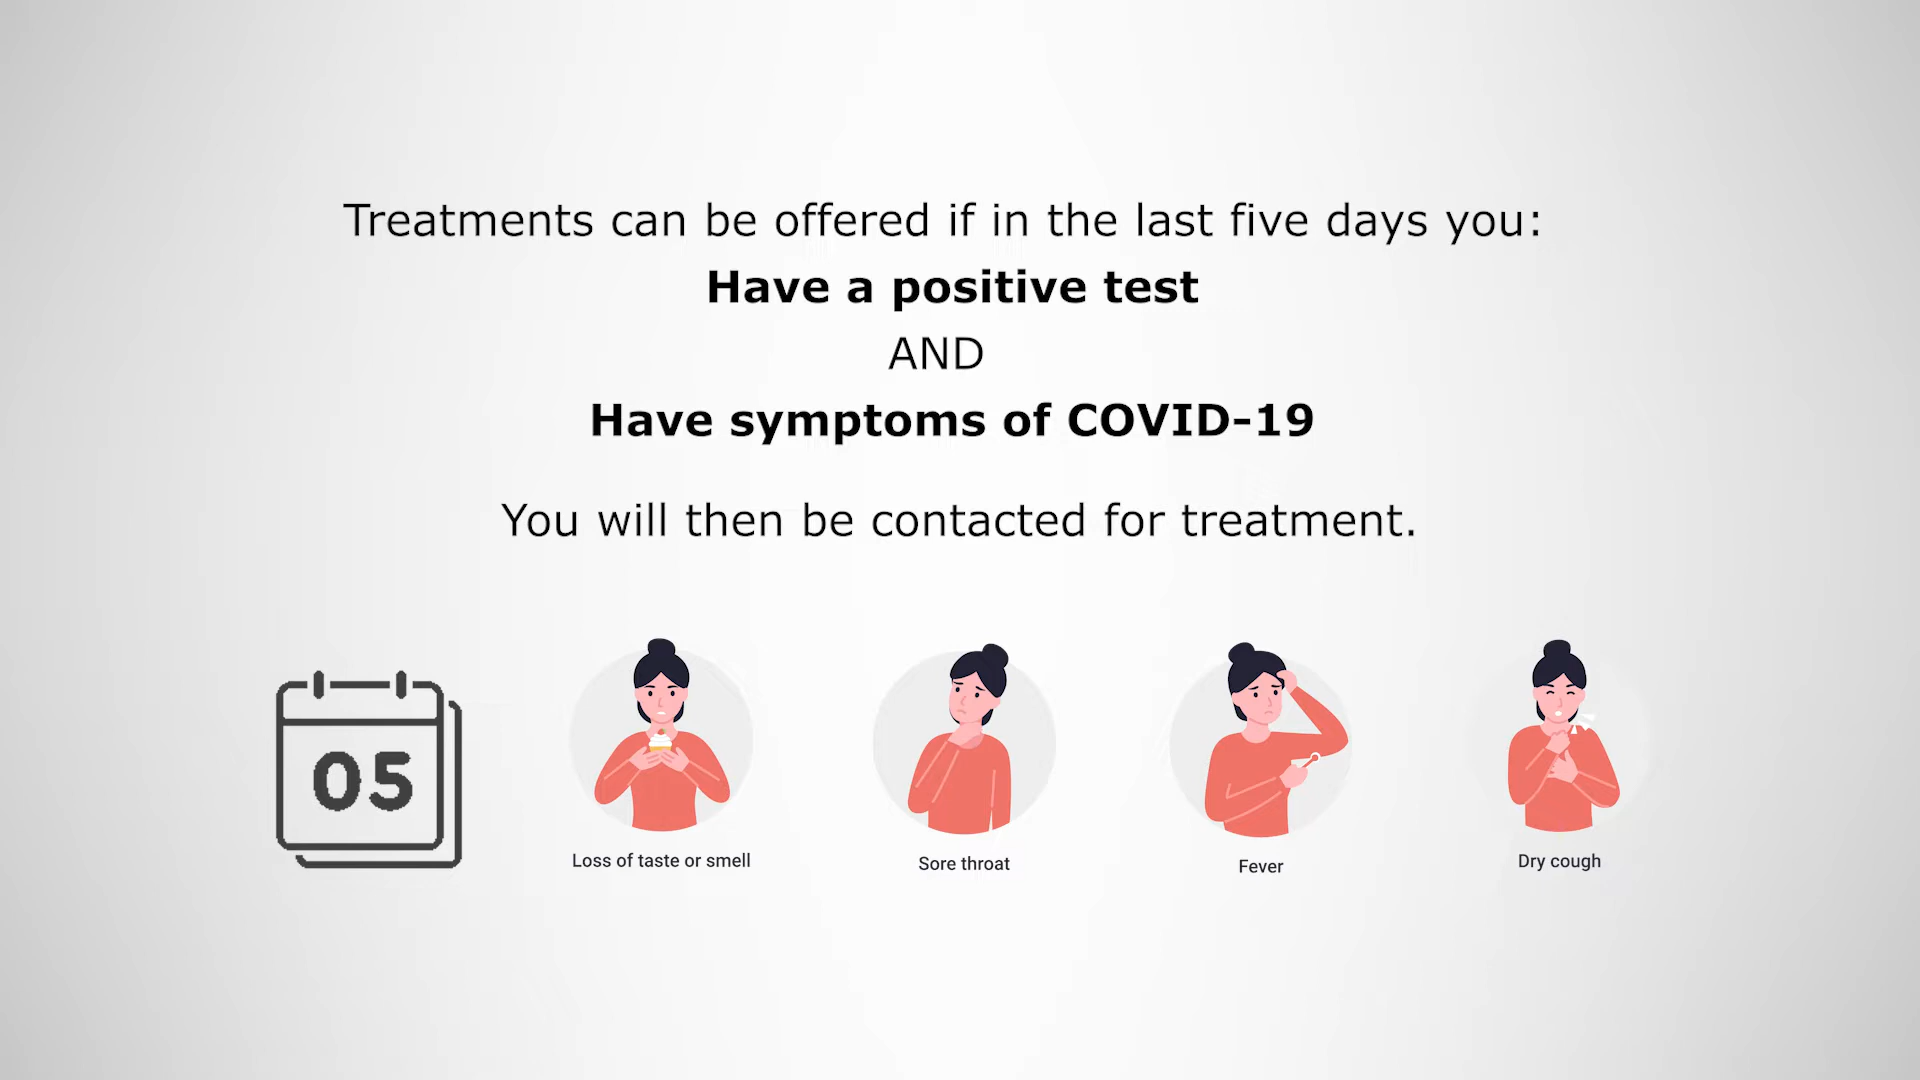 Treatments can be offered if in the last five days you:
Have a positive test
AND
Have symptoms of COVID-19
You will then be contacted for treatment.
05
Loss of taste or smell
Sore throat
Fever
Dry cough